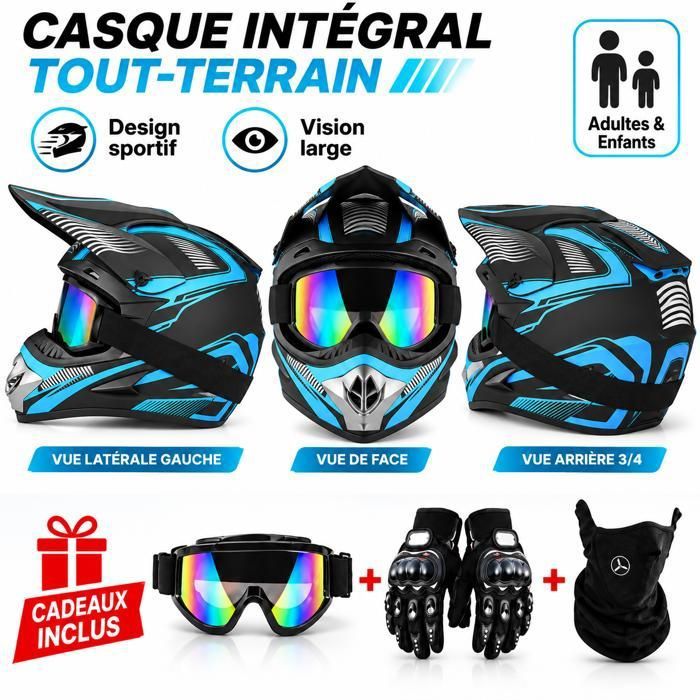 CASQUE INTÉGRAL
TOUT-TERRAIN
Design
sportif
Vision
large
Adultes &
Enfants
VUE LATÉRALE GAUCHE
VUE DE FACE
VUE ARRIÈRE 3/4
CADEAUX
INCLUS
+
+